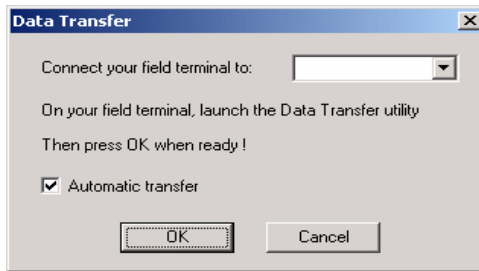 Data Transfer
Connect your field terminal to:
On your field terminal, launch the Data Transfer utility
Then press OK when ready !
Automatic transfer
OK Cancel